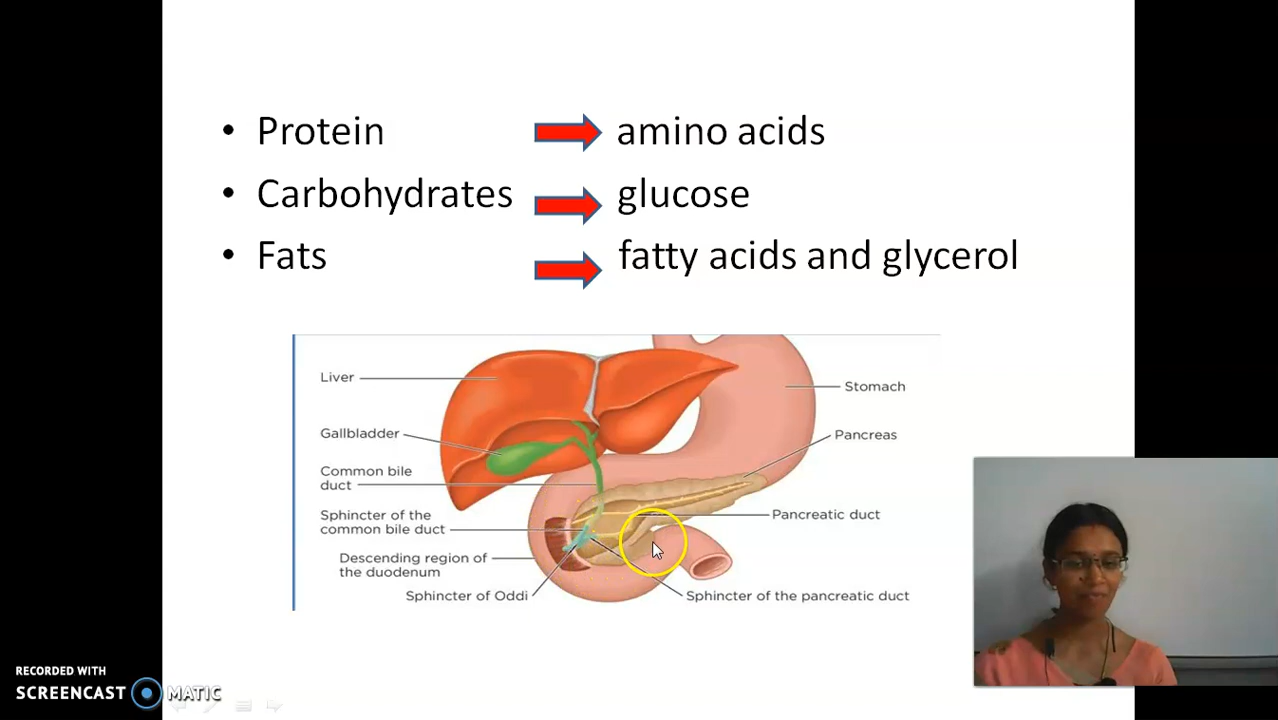 • Protein amino acids
• Carbohydrates glucose
• Fats fatty acids and glycerol
Liver
Stomach
Gallbladder
Pancreas
Common bile
duct
Pancreatic duct
Sphincter of the
common bile duct
Descending region of
the duodenum
Sphincter of Oddi
Sphincter of the pancreatic duct
RECORDED WITH
SCREENCAST MATIC